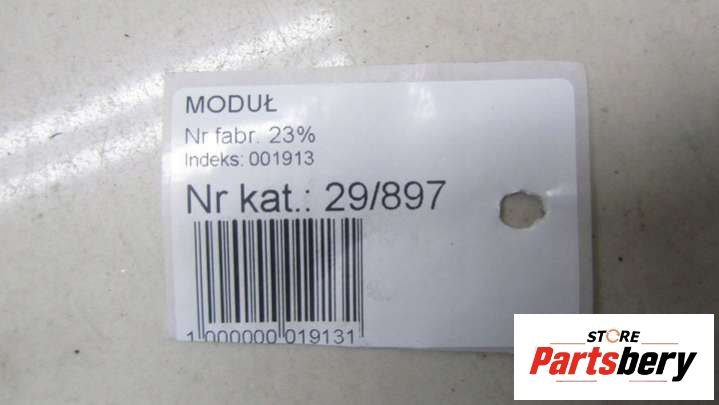 MODUŁ
Nr fabr. 23%
Indeks: 001913
Nr kat.: 29/897
1 000000 019131
STORE
Partsbery